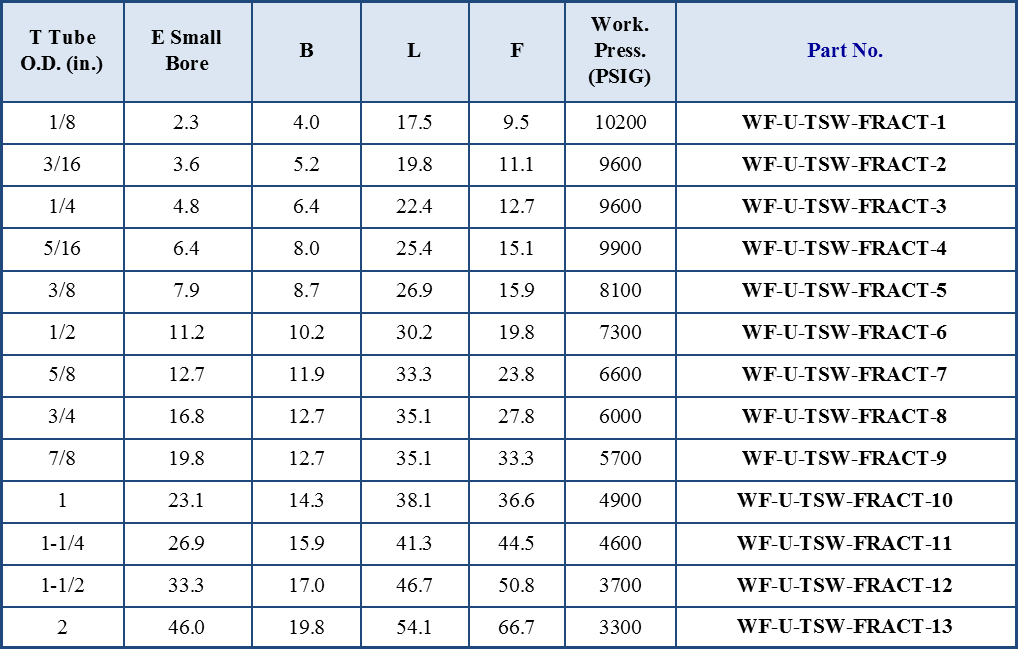 T Tube O.D. (in.) E Small Bore B L F Work. Press. (PSIG) Part No.
1/8 2.3 4.0 17.5 9.5 10200 WF-U-TSW-FRACT-1
3/16 3.6 5.2 19.8 11.1 9600 WF-U-TSW-FRACT-2
1/4 4.8 6.4 22.4 12.7 9600 WF-U-TSW-FRACT-3
5/16 6.4 8.0 25.4 15.1 9900 WF-U-TSW-FRACT-4
3/8 7.9 8.7 26.9 15.9 8100 WF-U-TSW-FRACT-5
1/2 11.2 10.2 30.2 19.8 7300 WF-U-TSW-FRACT-6
5/8 12.7 11.9 33.3 23.8 6600 WF-U-TSW-FRACT-7
3/4 16.8 12.7 35.1 27.8 6000 WF-U-TSW-FRACT-8
7/8 19.8 12.7 35.1 33.3 5700 WF-U-TSW-FRACT-9
1 23.1 14.3 38.1 36.6 4900 WF-U-TSW-FRACT-10
1-1/4 26.9 15.9 41.3 44.5 4600 WF-U-TSW-FRACT-11
1-1/2 33.3 17.0 46.7 50.8 3700 WF-U-TSW-FRACT-12
2 46.0 19.8 54.1 66.7 3300 WF-U-TSW-FRACT-13